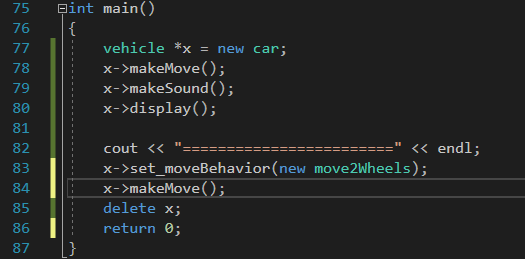 75 int main()
76 {
77 vehicle *x = new car;
78 x->makeMove();
79 x->makeSound();
80 x->display();
81
82 cout << "========================" << endl;
83 x->set_moveBehavior(new move2Wheels);
84 x->makeMove();
85 delete x;
86 return 0;
87 }